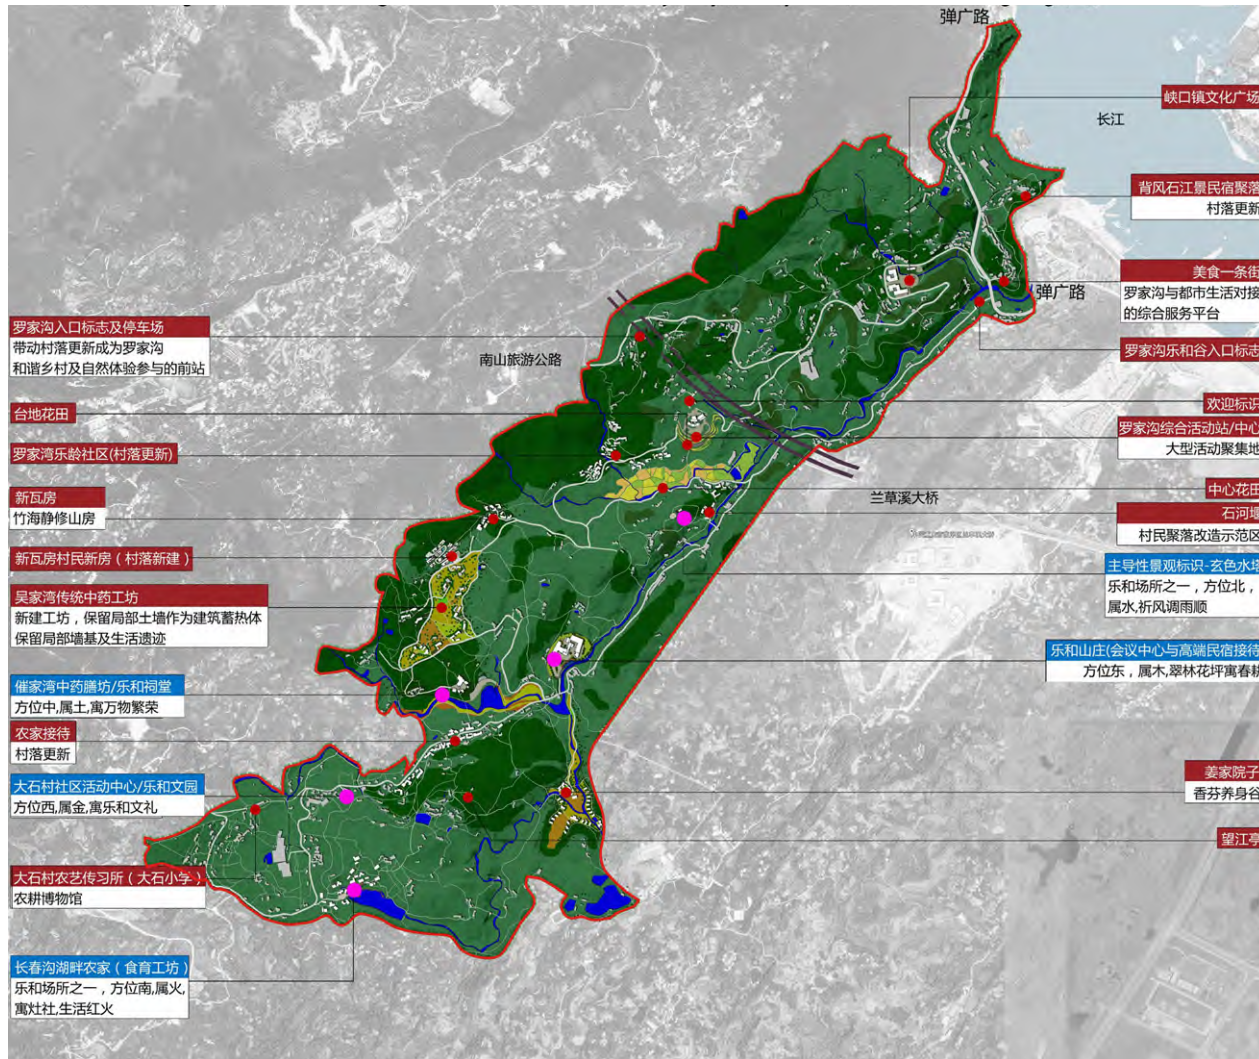 弹广路
峡口镇文化广场
长江
背风石江景民宿聚落
村落更新
美食一条街
罗家沟与都市生活对接
的综合服务平台
弹广路
罗家沟入口标志及停车场
带动村落更新成为罗家沟
和谐乡村及自然体验参与的前站
南山旅游公路
罗家沟乐和谷入口标志
台地花田
欢迎标识
罗家沟综合活动站/中心
大型活动聚集地
罗家湾乐龄社区(村落更新)
中心花田
新瓦房
竹海静修山房
兰草溪大桥
石河堰
村民聚落改造示范区
新瓦房村民新房（村落新建）
主导性景观标识-玄色水塔
乐和场所之一，方位北，
属水,祈风调雨顺
吴家湾传统中药工坊
新建工坊，保留局部土墙作为建筑蓄热体
保留局部墙基及生活遗迹
乐和山庄(会议中心与高端民宿接待
方位东，属木,翠林花坪寓春耕
催家湾中药膳坊/乐和祠堂
方位中,属土,寓万物繁荣
农家接待
村落更新
大石村社区活动中心/乐和文园
方位西,属金,寓乐和文礼
姜家院子
香芬养身谷
望江亭
大石村农艺传习所（大石小学）
农耕博物馆
长春沟湖畔农家（食育工坊）
乐和场所之一，方位南,属火,
寓灶社,生活红火